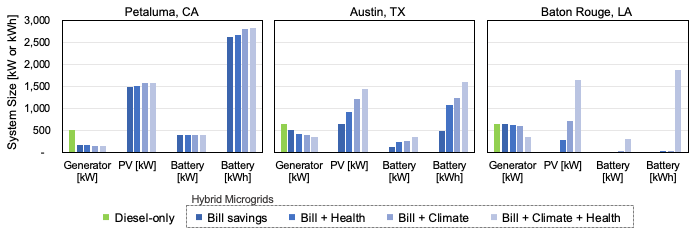 Petaluma, CA
Austin, TX
Baton Rouge, LA
System Size [kW or kWh]
3,000
2,500
2,000
1,500
1,000
500
-
Generator [kW]
PV [kW]
Battery [kW]
Battery [kWh]
Generator [kW]
PV [kW]
Battery [kW]
Battery [kWh]
Generator [kW]
PV [kW]
Battery [kW]
Battery [kWh]
Hybrid Microgrids
Diesel-only
Bill savings
Bill + Health
Bill + Climate
Bill + Climate + Health